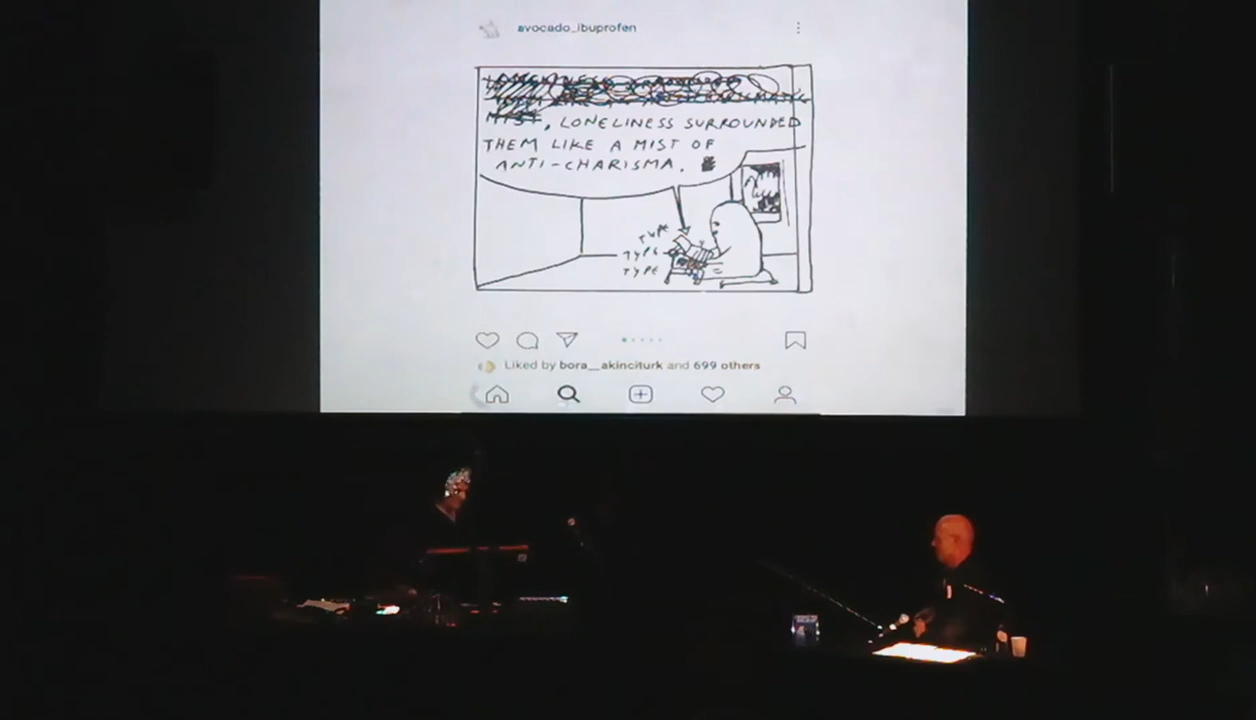 avocado_ibuprofen
, LONELINESS SURROUNDED
THEM LIKE A MIST OF
ANTI-CHARISMA.
TYPE
TYPE
TYPE
Liked by bora__akinciturk and 699 others